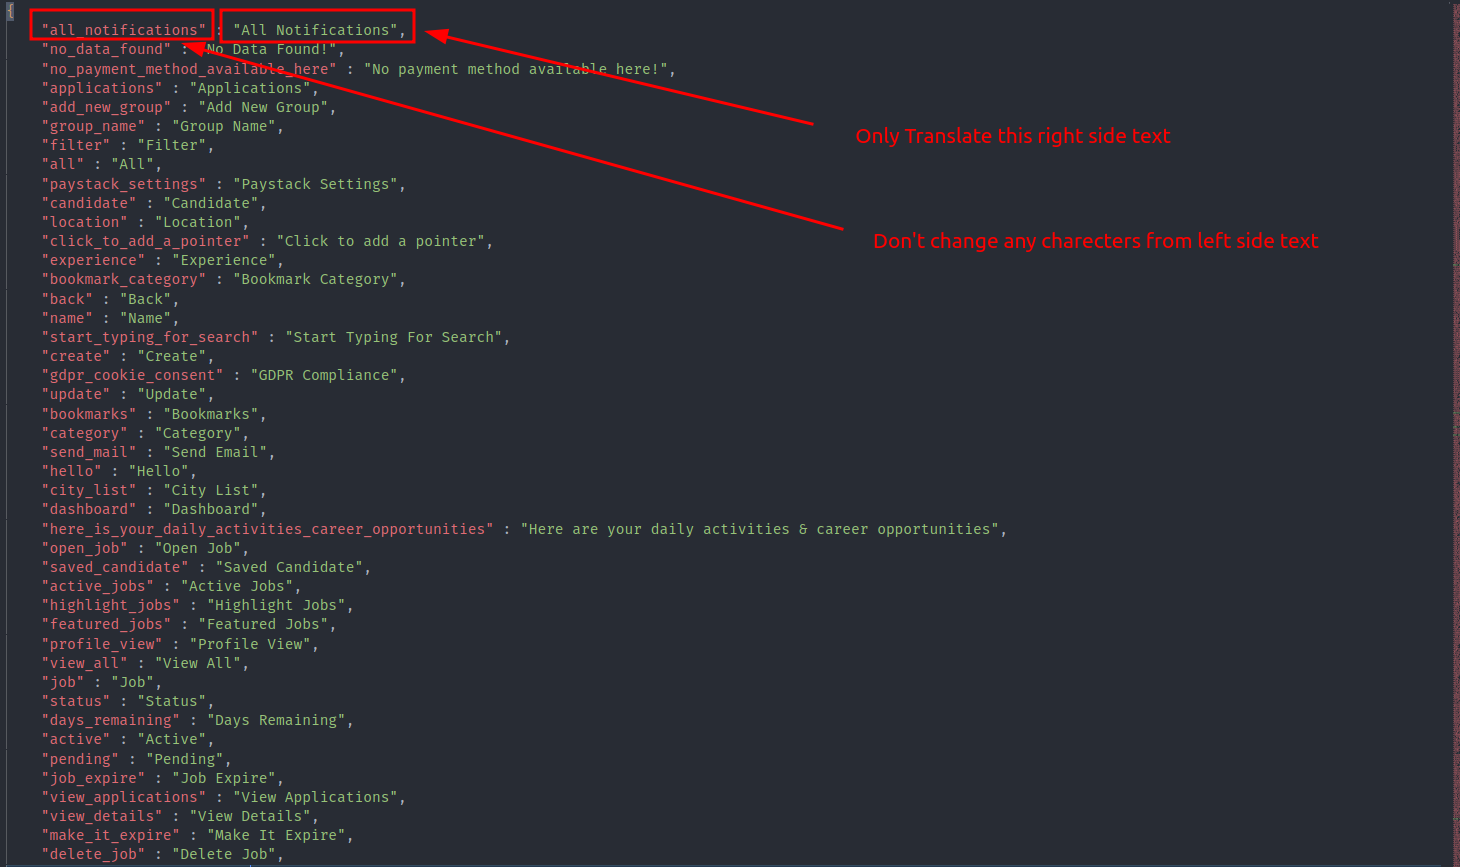 {
"all_notifications" : "All Notifications",
"no_data_found" : "No Data Found!",
"no_payment_method_available_here" : "No payment method available here!",
"applications" : "Applications",
"add_new_group" : "Add New Group",
"group_name" : "Group Name",
Only Translate this right side text
"filter" : "Filter",
"all" : "All",
"paystack_settings" : "Paystack Settings",
"candidate" : "Candidate",
"location" : "Location",
"click_to_add_a_pointer" : "Click to add a pointer",
Don't change any charecters from left side text
"experience" : "Experience",
"bookmark_category" : "Bookmark Category",
"back" : "Back",
"name" : "Name",
"start_typing_for_search" : "Start Typing For Search",
"create" : "Create",
"gdpr_cookie_consent" : "GDPR Compliance",
"update" : "Update",
"bookmarks" : "Bookmarks",
"category" : "Category",
"send_mail" : "Send Email",
"hello" : "Hello",
"city_list" : "City List",
"dashboard" : "Dashboard",
"here_is_your_daily_activities_career_opportunities" : "Here are your daily activities & career opportunities",
"open_job" : "Open Job",
"saved_candidate" : "Saved Candidate",
"active_jobs" : "Active Jobs",
"highlight_jobs" : "Highlight Jobs",
"featured_jobs" : "Featured Jobs",
"profile_view" : "Profile View",
"view_all" : "View All",
"job" : "Job",
"status" : "Status",
"days_remaining" : "Days Remaining",
"active" : "Active",
"pending" : "Pending",
"job_expire" : "Job Expire",
"view_applications" : "View Applications",
"view_details" : "View Details",
"make_it_expire" : "Make It Expire",
"delete_job" : "Delete Job",